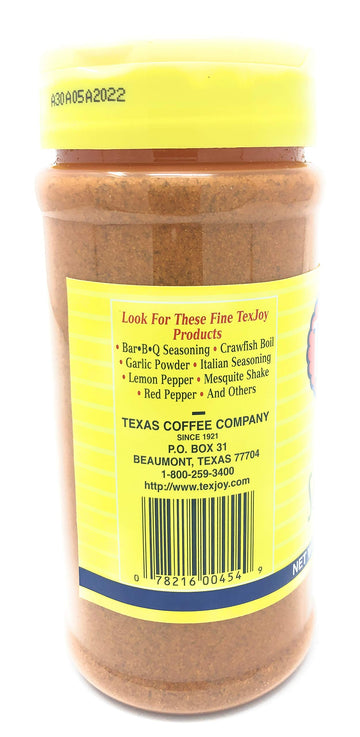 A30A05A2022
Look For These Fine TexJoy
Products
• Bar•B•Q Seasoning • Crawfish Boil
• Garlic Powder • Italian Seasoning
• Lemon Pepper • Mesquite Shake
• Red Pepper • And Others
TEXAS COFFEE COMPANY
SINCE 1921
P.O. BOX 31
BEAUMONT, TEXAS 77704
1-800-259-3400
http://www.texjoy.com
0 78216 00454 9
NET